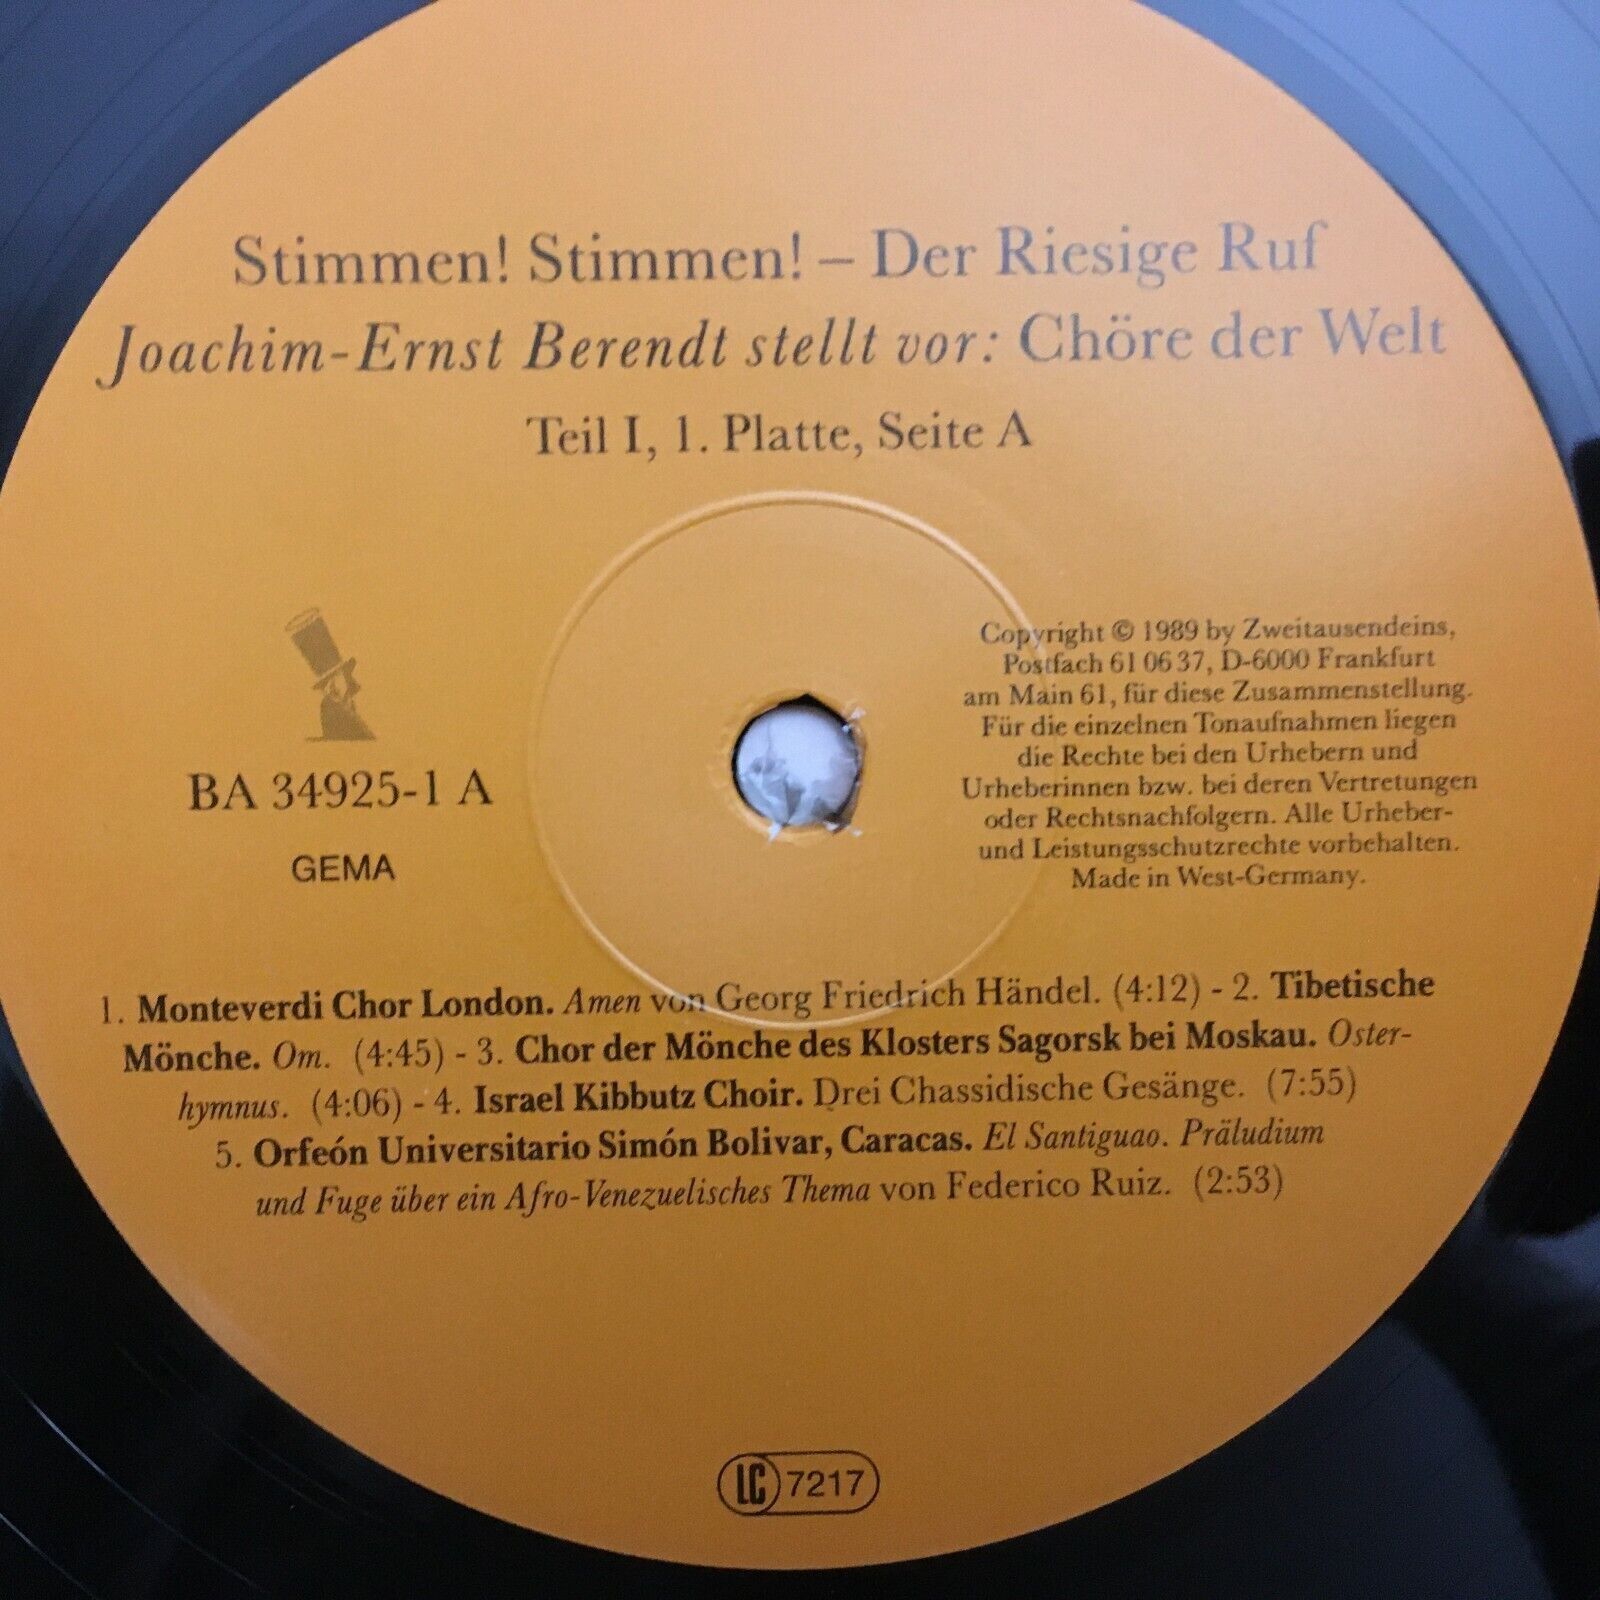 Stimmen! Stimmen! – Der Riesige Ruf
Joachim-Ernst Berendt stellt vor: Chöre der Welt
Teil I, 1. Platte, Seite A
BA 34925-1 A
GEMA
Copyright © 1989 by Zweitausendeins,
Postfach 61 06 37, D-6000 Frankfurt
am Main 61, für diese Zusammenstellung.
Für die einzelnen Tonaufnahmen liegen
die Rechte bei den Urhebern und
Urheberinnen bzw. bei deren Vertretungen
oder Rechtsnachfolgern. Alle Urheber-
und Leistungsschutzrechte vorbehalten.
Made in West-Germany.
1. Monteverdi Chor London. Amen von Georg Friedrich Händel. (4:12) - 2. Tibetische
Mönche. Om. (4:45) - 3. Chor der Mönche des Klosters Sagorsk bei Moskau. Oster-
hymnus. (4:06) - 4. Israel Kibbutz Choir. Drei Chassidische Gesänge. (7:55)
5. Orfeón Universitario Simón Bolivar, Caracas. El Santiguao. Präludium
und Fuge über ein Afro-Venezuelisches Thema von Federico Ruiz. (2:53)
LC 7217